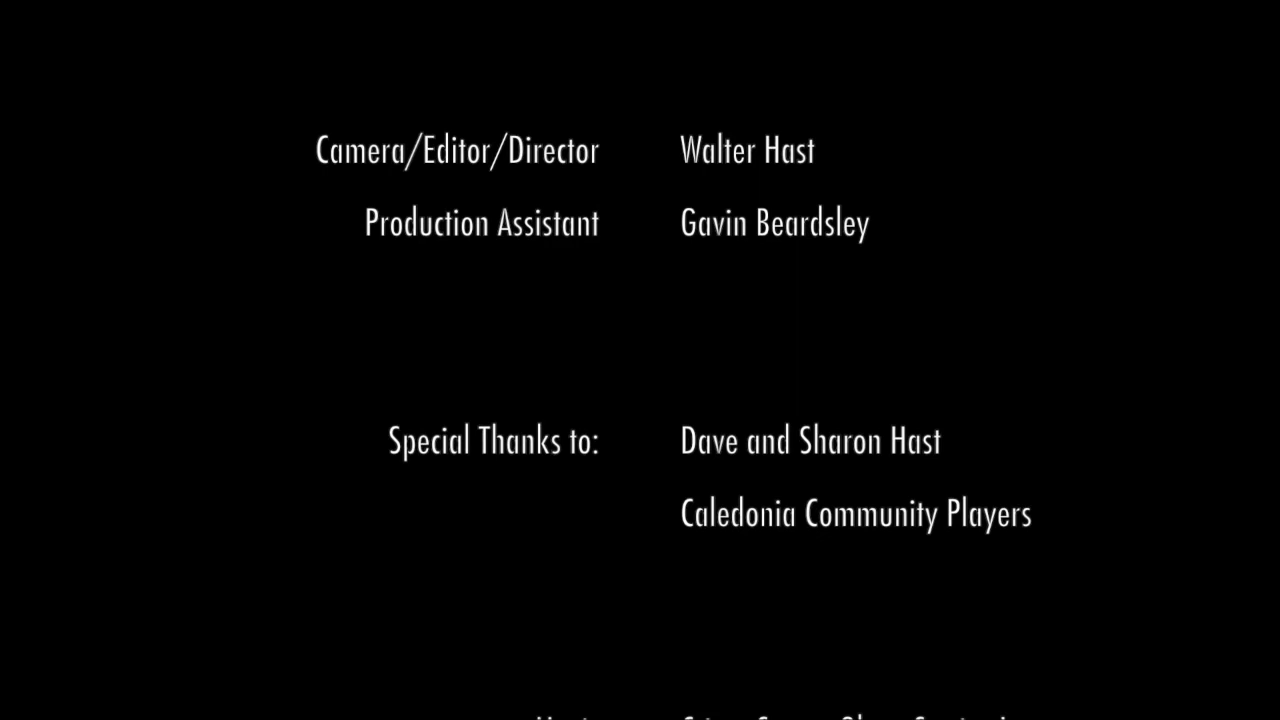 Camera/Editor/Director Walter Hast
Production Assistant Gavin Beardsley
Special Thanks to: Dave and Sharon Hast
Caledonia Community Players